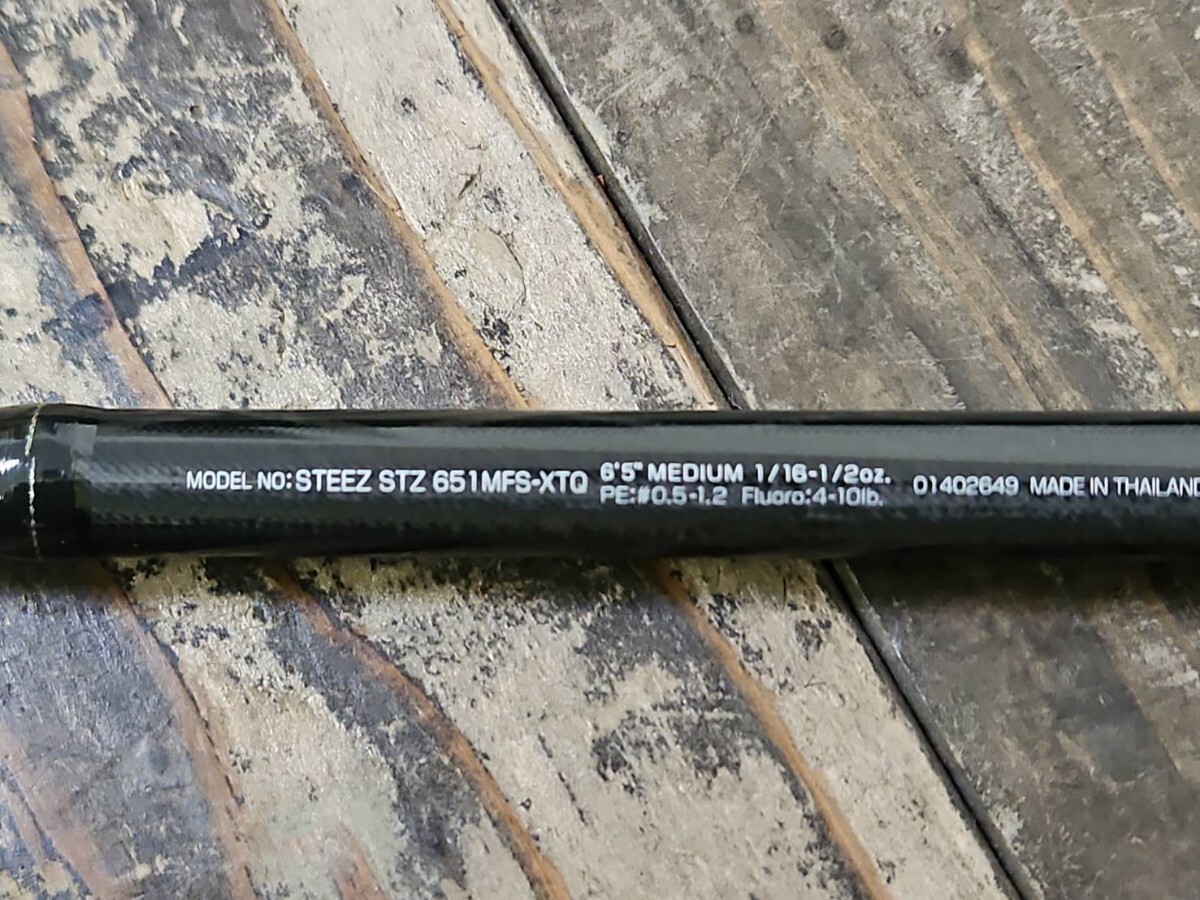 MODEL NO:STEEZ STZ 651MFS-XTQ
6'5" MEDIUM 1/16-1/2oz.
PE:#0.5-1.2 Fluoro:4-10lb.
01402649 MADE IN THAILAND